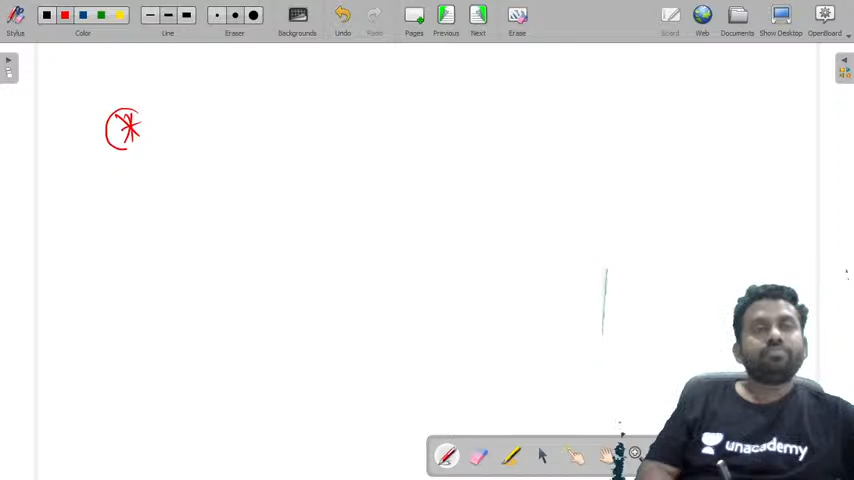 Stylus
Color
Line
Eraser
Backgrounds
Undo
Redo
Pages
Previous
Next
Erase
Board
Web
Documents
Show Desktop
OpenBoard
unacademy